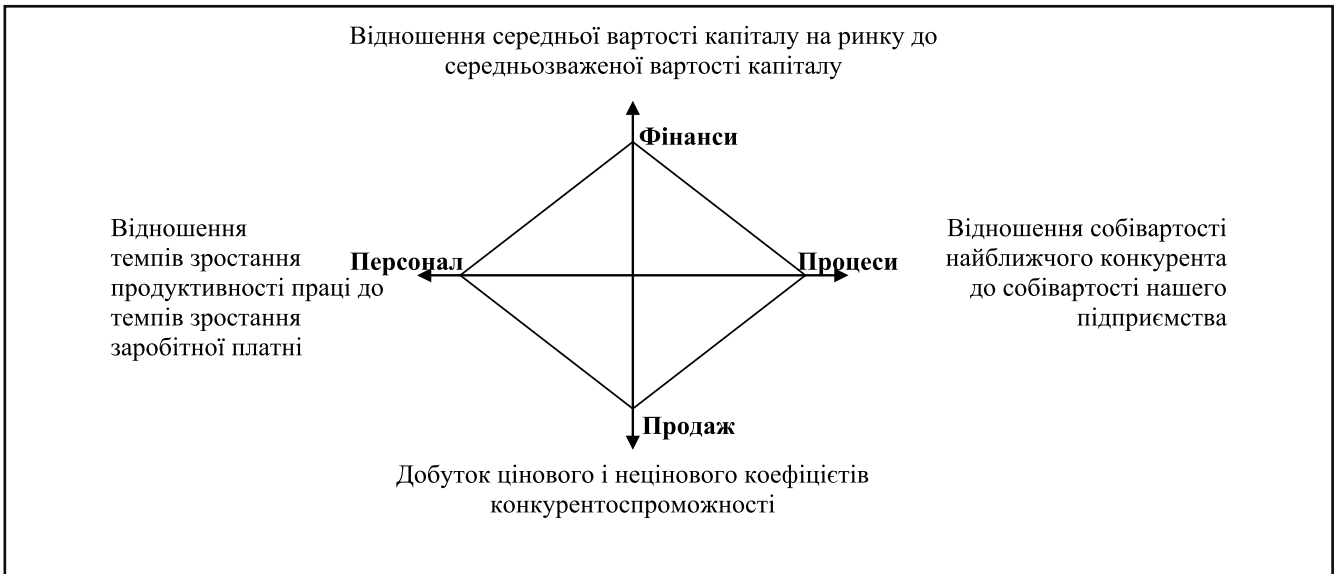 Відношення середньої вартості капіталу на ринку до
середньозваженої вартості капіталу
Фінанси
Відношення
темпів зростання
продуктивності праці до
темпів зростання
заробітної платні
Персонал
Процеси
Відношення собівартості
найближчого конкурента
до собівартості нашего
підприємства
Продаж
Добуток цінового і нецінового коефіцієтів
конкурентоспроможності